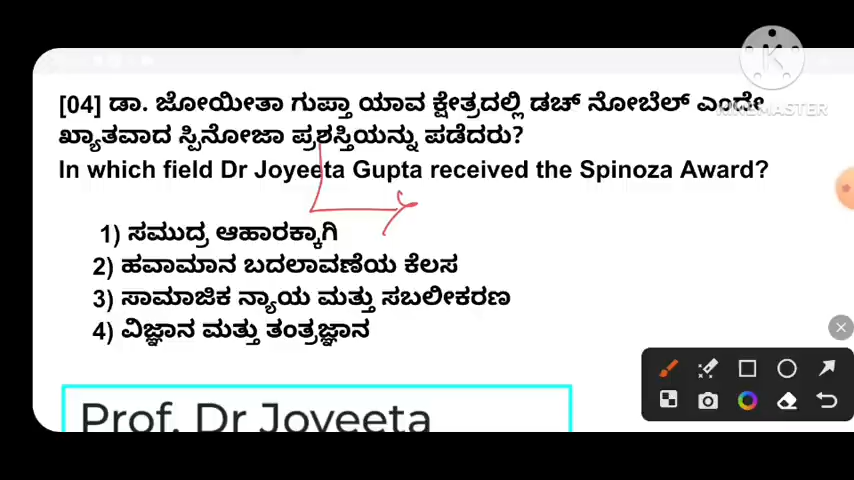 KINEMASTER
[04] ಡಾ. ಜೋಯೀತಾ ಗುಪ್ತಾ ಯಾವ ಕ್ಷೇತ್ರದಲ್ಲಿ ಡಚ್ ನೋಬೆಲ್ ಎಂದೇ
ಖ್ಯಾತವಾದ ಸ್ಪಿನೋಜಾ ಪ್ರಶಸ್ತಿಯನ್ನು ಪಡೆದರು?
In which field Dr Joyeeta Gupta received the Spinoza Award?
1) ಸಮುದ್ರ ಆಹಾರಕ್ಕಾಗಿ
2) ಹವಾಮಾನ ಬದಲಾವಣೆಯ ಕೆಲಸ
3) ಸಾಮಾಜಿಕ ನ್ಯಾಯ ಮತ್ತು ಸಬಲೀಕರಣ
4) ವಿಜ್ಞಾನ ಮತ್ತು ತಂತ್ರಜ್ಞಾನ
Prof. Dr Joyeeta